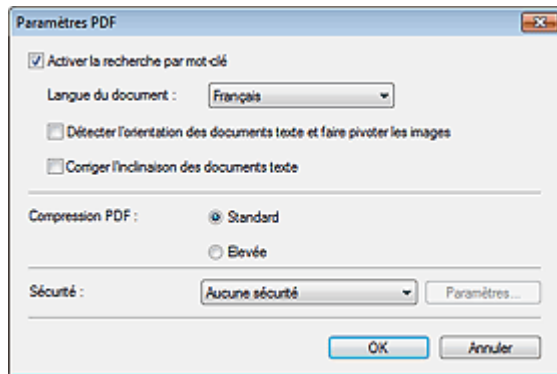 Paramètres PDF
Activer la recherche par mot-clé
Langue du document :
Français
Détecter l'orientation des documents texte et faire pivoter les images
Corriger l'inclinaison des documents texte
Compression PDF :
Standard
Elevée
Sécurité :
Aucune sécurité
Paramètres...
OK
Annuler